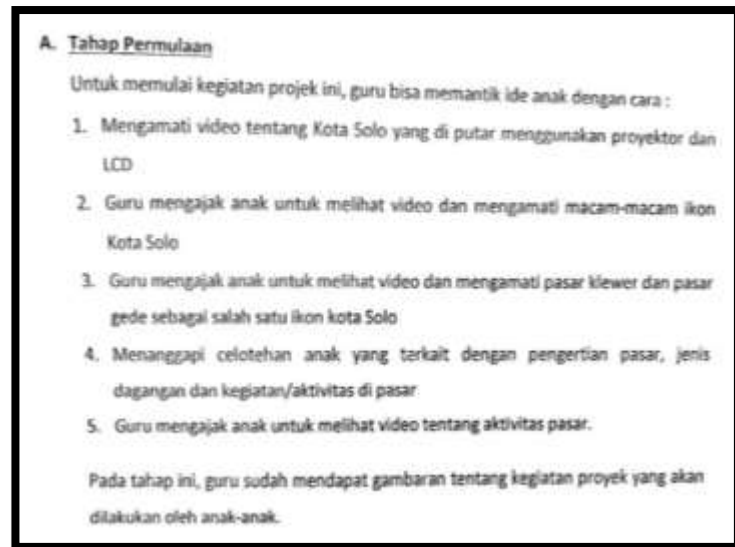 A. Tahap Permulaan
Untuk memulai kegiatan projek ini, guru bisa memantik ide anak dengan cara :
1. Mengamati video tentang Kota Solo yang di putar menggunakan proyektor dan
LCD
2. Guru mengajak anak untuk melihat video dan mengamati macam-macam ikon
Kota Solo
3. Guru mengajak anak untuk melihat video dan mengamati pasar klewer dan pasar
gede sebagai salah satu ikon kota Solo
4. Menanggapi celotehan anak yang terkait dengan pengertian pasar, jenis
dagangan dan kegiatan/aktivitas di pasar
5. Guru mengajak anak untuk melihat video tentang aktivitas pasar.
Pada tahap ini, guru sudah mendapat gambaran tentang kegiatan proyek yang akan
dilakukan oleh anak-anak.